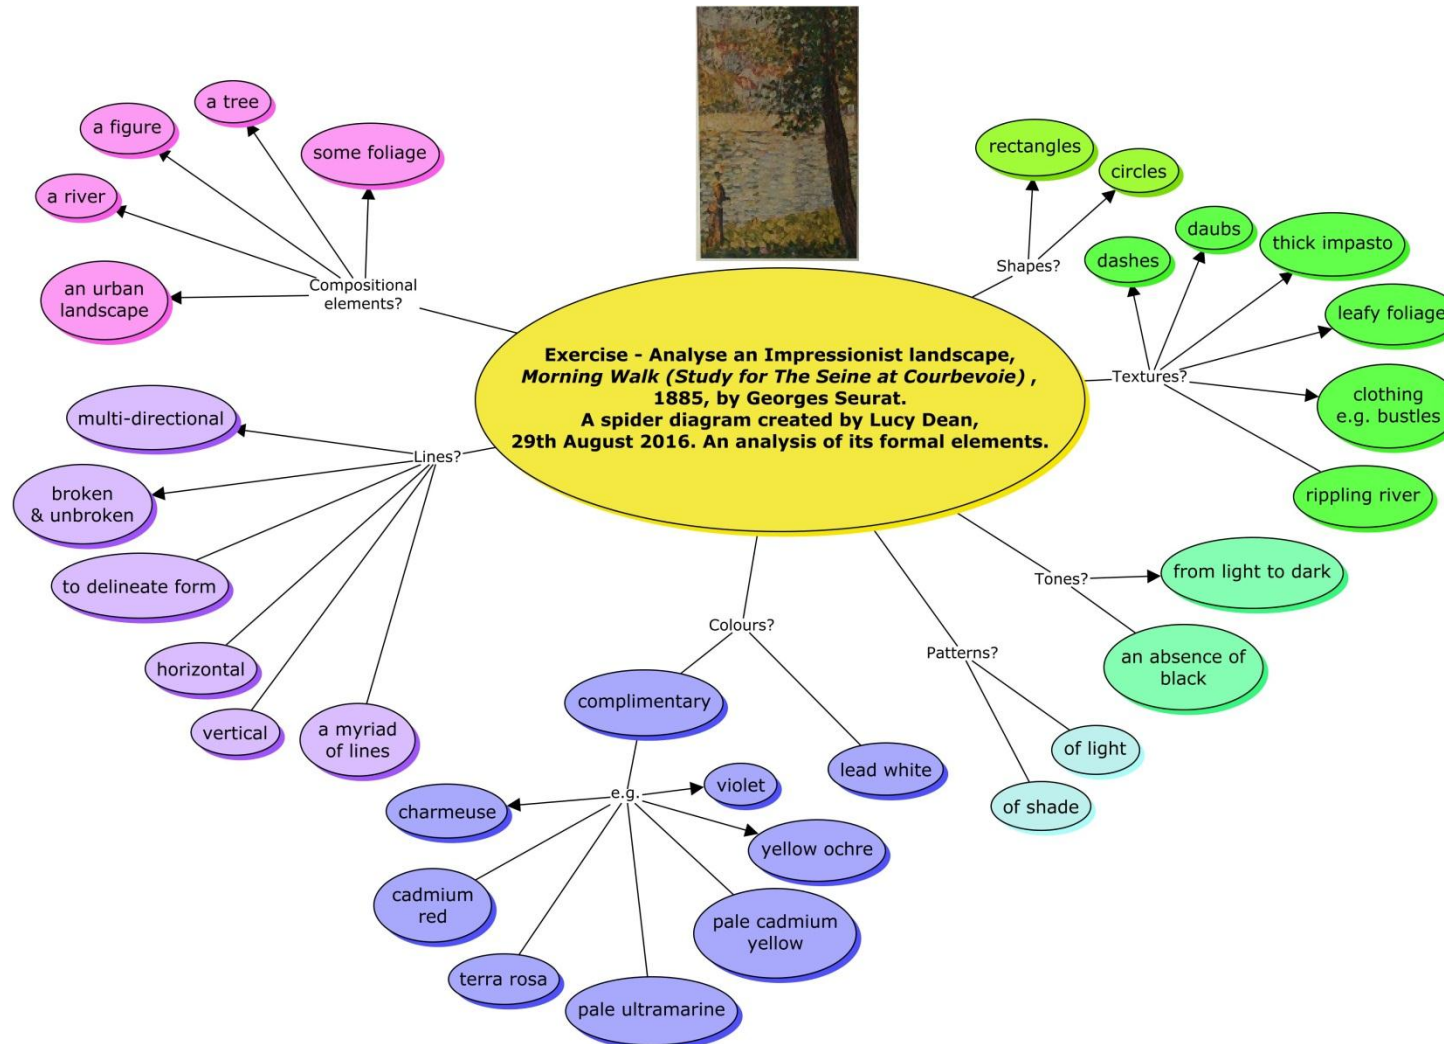 Exercise - Analyse an Impressionist landscape,
Morning Walk (Study for The Seine at Courbevoie) ,
1885, by Georges Seurat.
A spider diagram created by Lucy Dean,
29th August 2016. An analysis of its formal elements.
Compositional
elements?
a tree
a figure
some foliage
a river
an urban
landscape
Shapes?
rectangles
circles
Textures?
dashes
daubs
thick impasto
leafy foliage
clothing
e.g. bustles
rippling river
Tones?
from light to dark
an absence of
black
Patterns?
of light
of shade
Colours?
complimentary
lead white
e.g.
violet
charmeuse
yellow ochre
cadmium
red
pale cadmium
yellow
terra rosa
pale ultramarine
Lines?
multi-directional
broken
& unbroken
to delineate form
horizontal
vertical
a myriad
of lines